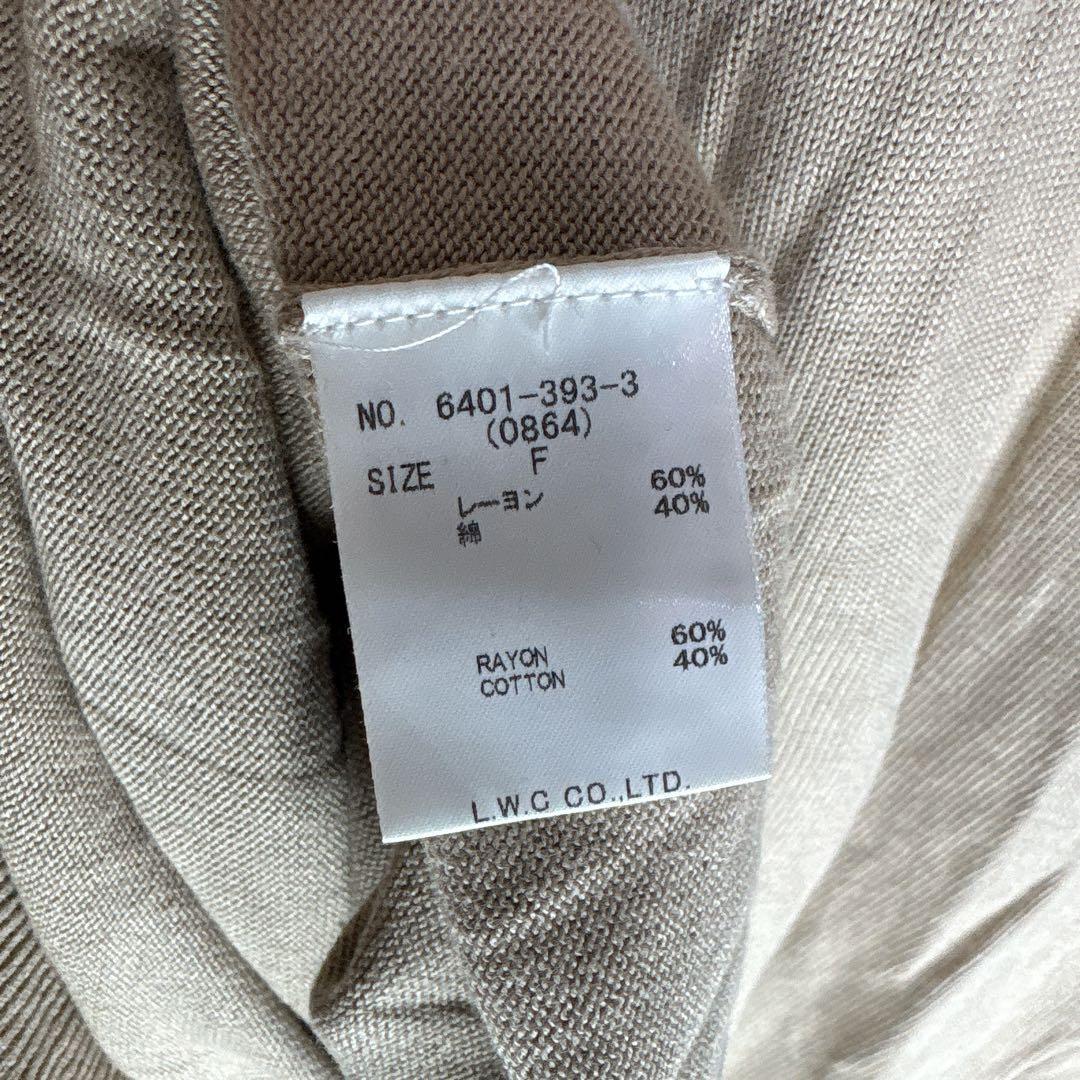 NO. 6401-393-3
(0864)
SIZE F
レーヨン 60%
綿 40%
RAYON 60%
COTTON 40%
L.W.C CO.,LTD.